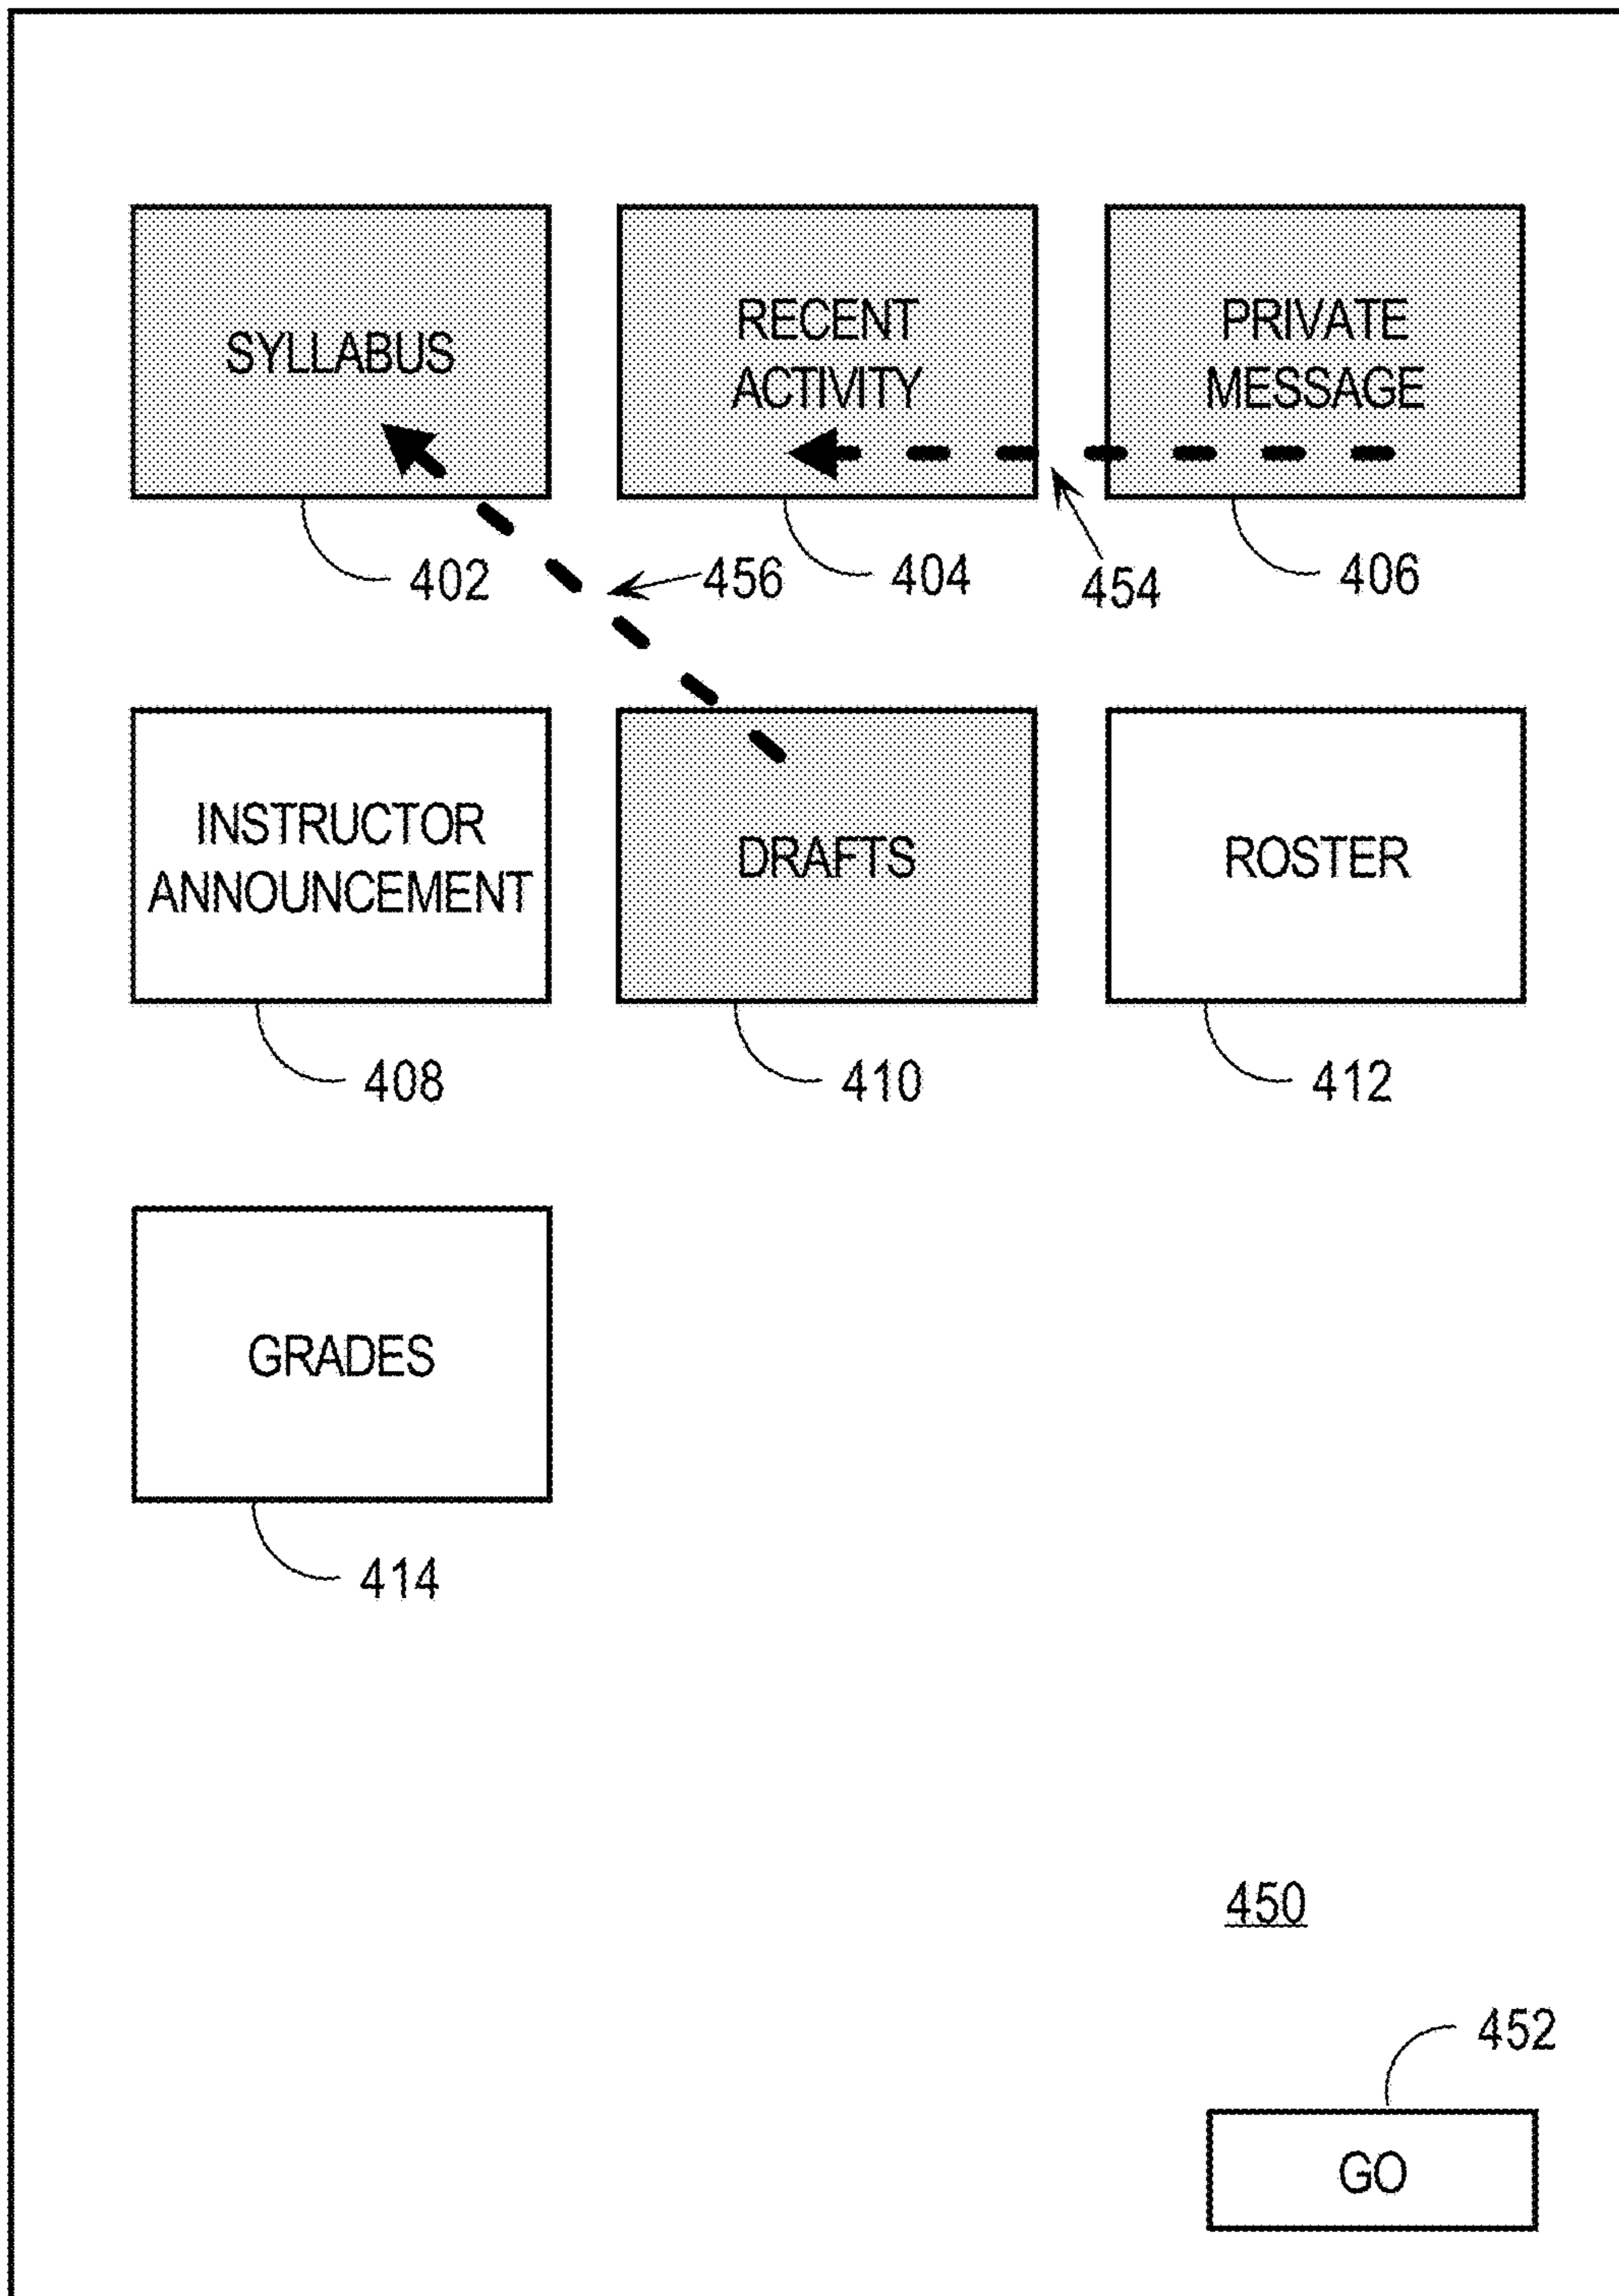 SYLLABUS
RECENT
ACTIVITY
PRIVATE
MESSAGE
402
456
404
454
406
INSTRUCTOR
ANNOUNCEMENT
DRAFTS
ROSTER
408
410
412
GRADES
414
450
452
GO